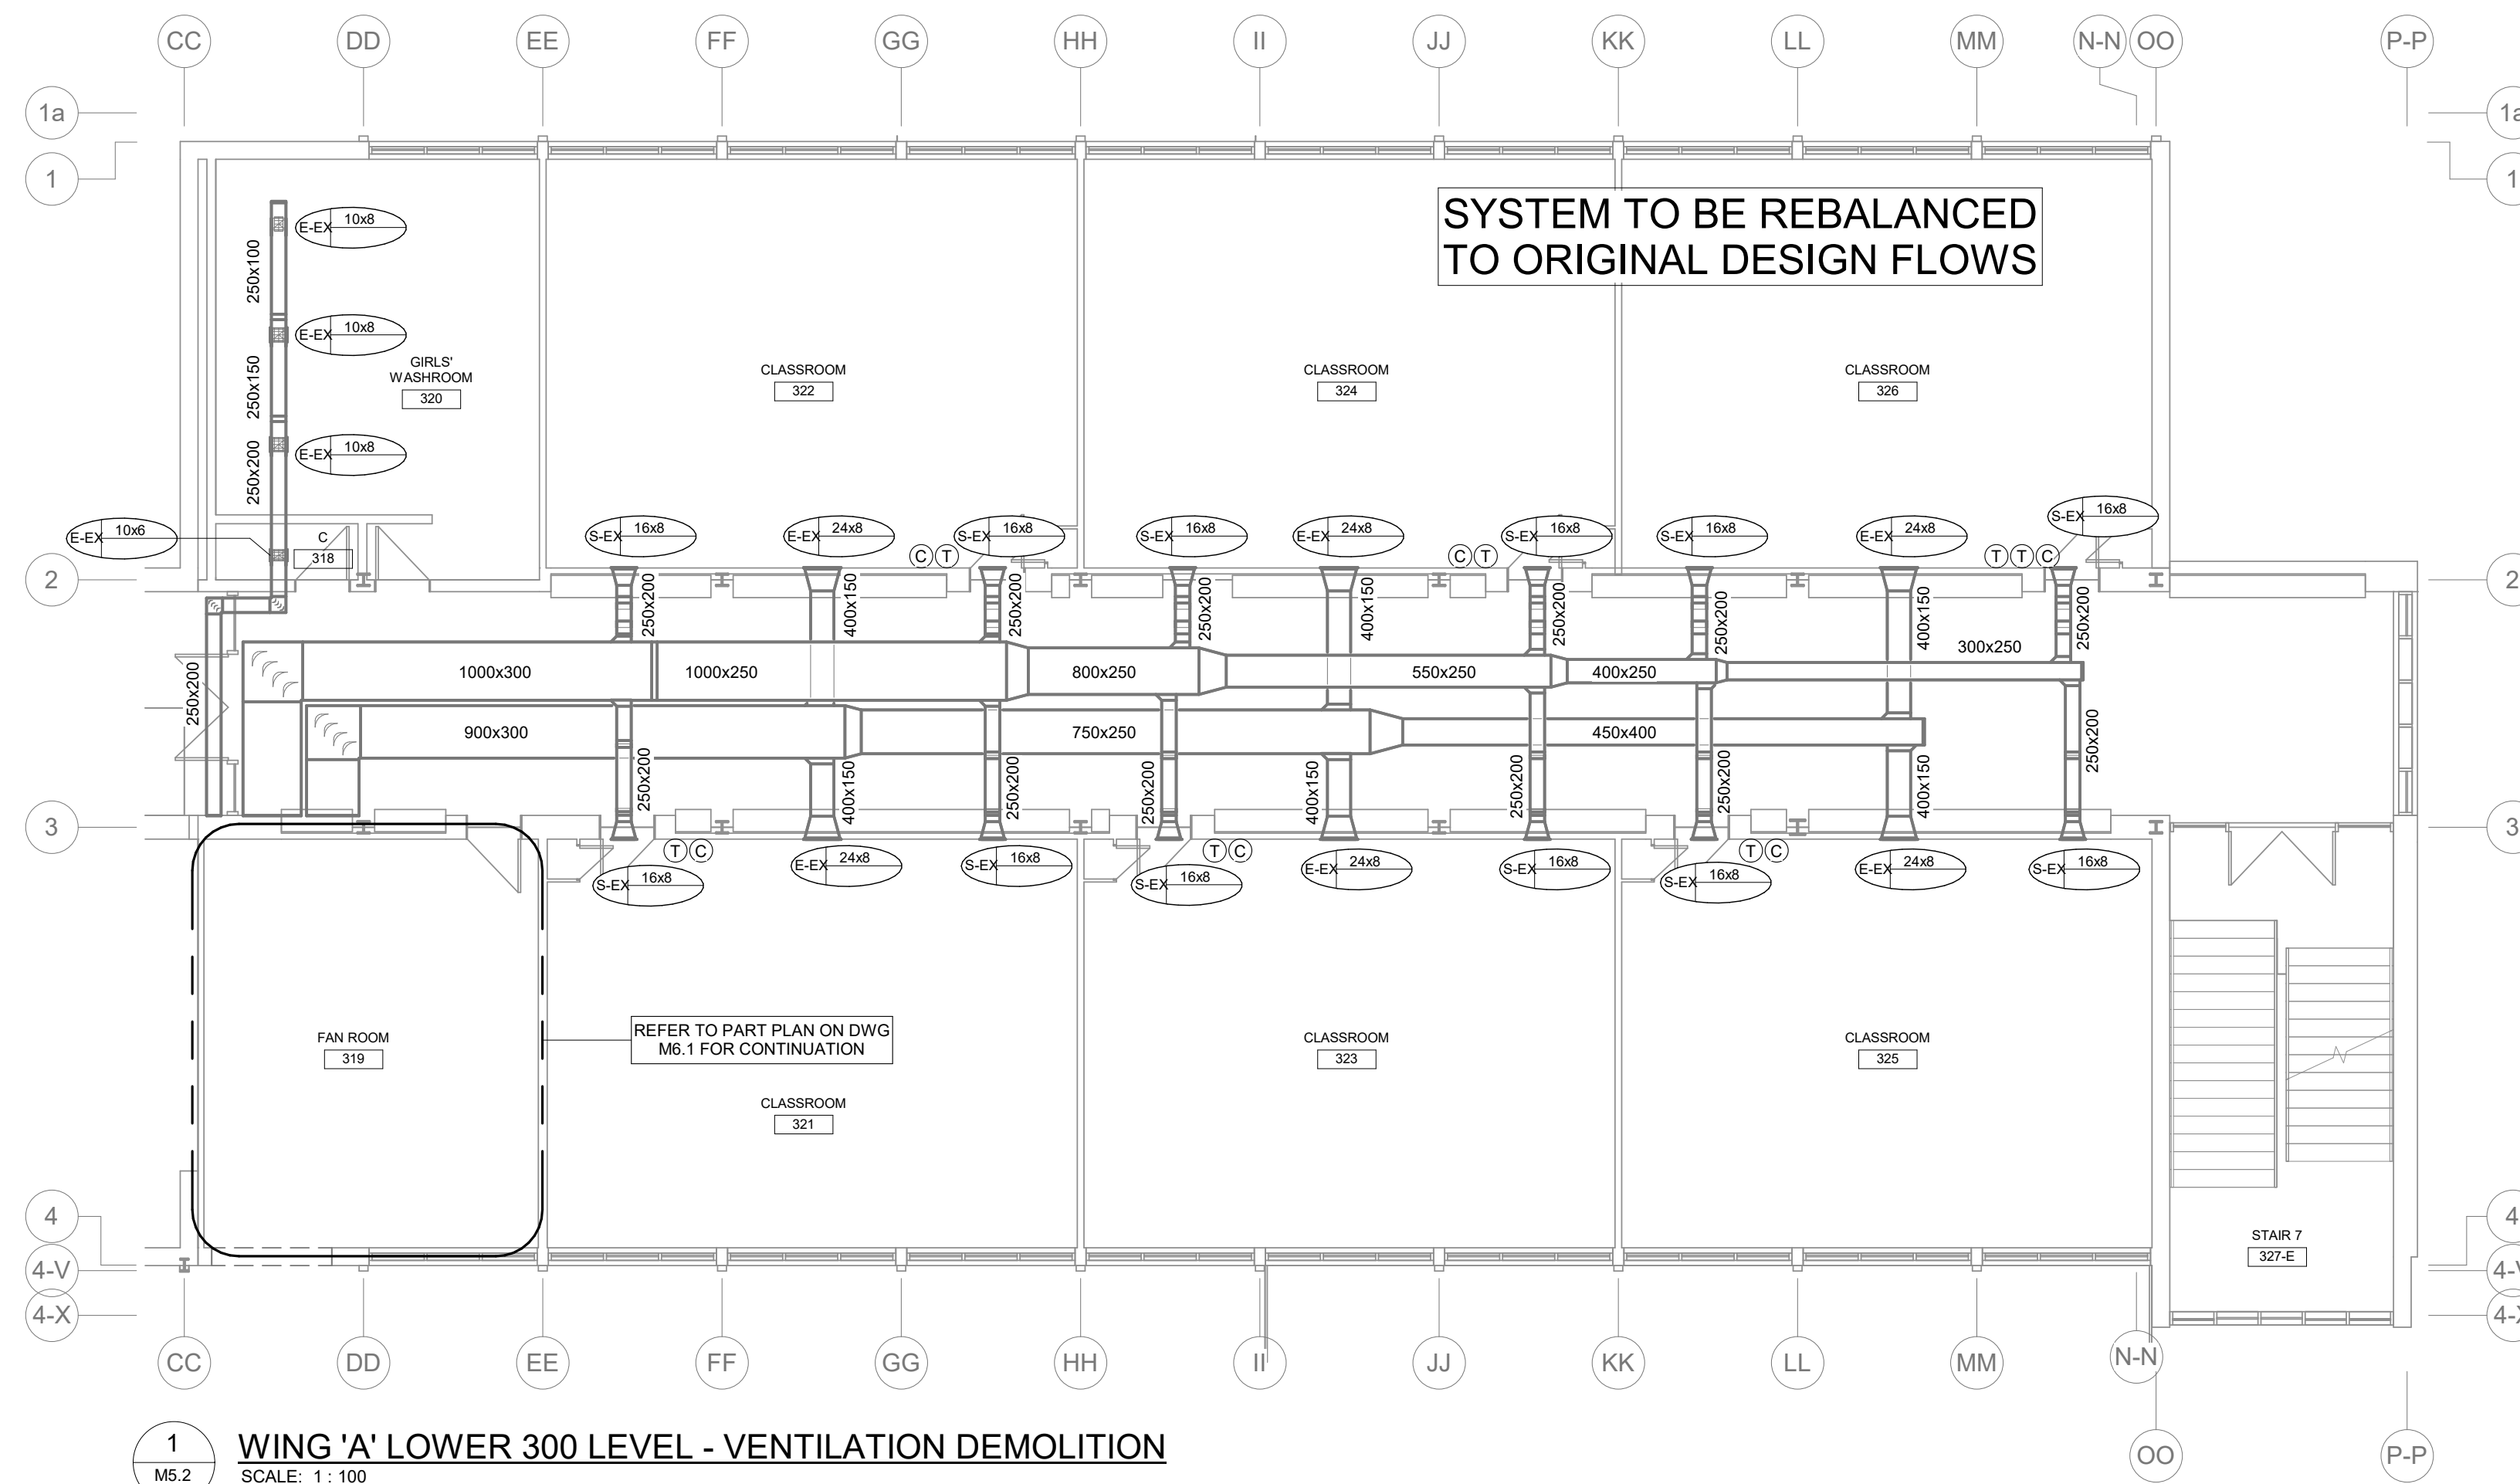 CC DD EE FF GG HH II JJ KK LL MM N-N OO P-P
1a 1a
1 1
SYSTEM TO BE REBALANCED
TO ORIGINAL DESIGN FLOWS
E-EX 10x8
250x100
E-EX 10x8
250x150
GIRLS'
WASHROOM
320
CLASSROOM
322
CLASSROOM
324
CLASSROOM
326
E-EX 10x8
250x200
E-EX 10x6
C
318
S-EX 16x8
E-EX 24x8
C T
S-EX 16x8
S-EX 16x8
E-EX 24x8
C T
S-EX 16x8
S-EX 16x8
E-EX 24x8
T T C
S-EX 16x8
2 2
250x200 400x150 250x200 250x200 400x150 250x200 250x200 400x150 250x200
300x250
1000x300 1000x250 800x250 550x250 400x250
250x200
900x300 750x250 450x400
250x200 400x150 250x200 250x200 400x150 250x200 250x200 400x150 250x200
3 3
T C
S-EX 16x8
E-EX 24x8
S-EX 16x8
T C
S-EX 16x8
E-EX 24x8
S-EX 16x8
T C
S-EX 16x8
E-EX 24x8
S-EX 16x8
FAN ROOM
319
REFER TO PART PLAN ON DWG
M6.1 FOR CONTINUATION
CLASSROOM
321
CLASSROOM
323
CLASSROOM
325
STAIR 7
327-E
4 4
4-V 4-V
4-X 4-X
CC DD EE FF GG HH II JJ KK LL MM N-N
OO P-P
1
M5.2
WING 'A' LOWER 300 LEVEL - VENTILATION DEMOLITION
SCALE: 1 : 100